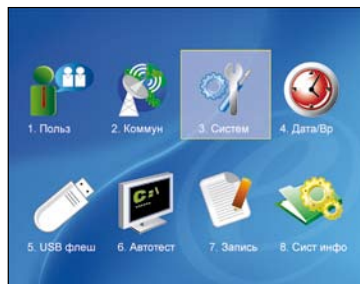 1. Польз
2. Коммун
3. Систем
4. Дата/Вр
5. USB флеш
6. Автотест
C:\
7. Запись
8. Сист инфо